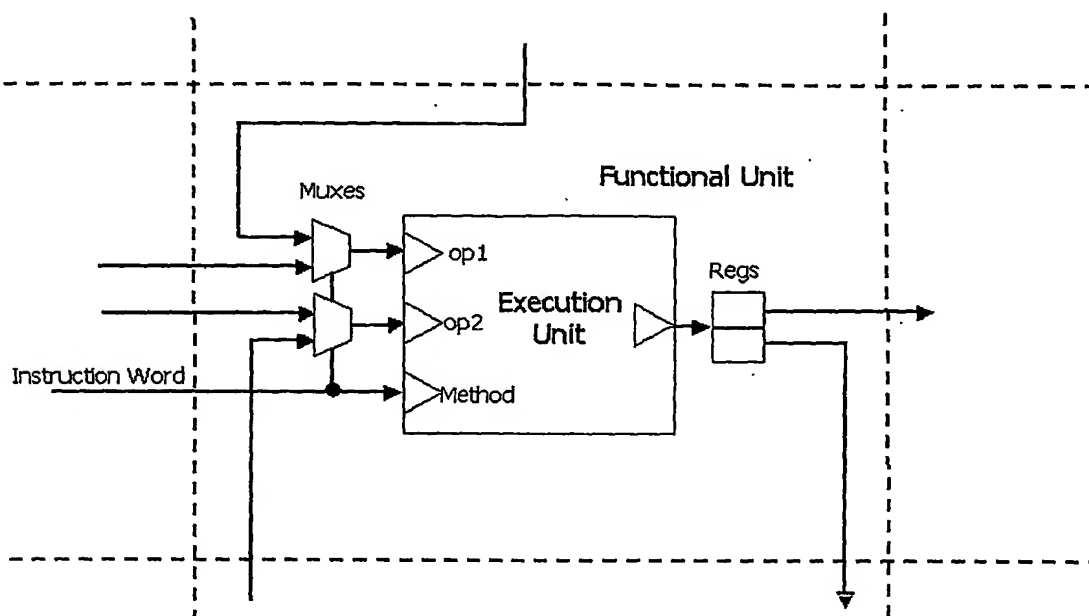 Functional Unit
Muxes
op1
Regs
Execution
Unit
op2
Instruction Word
Method